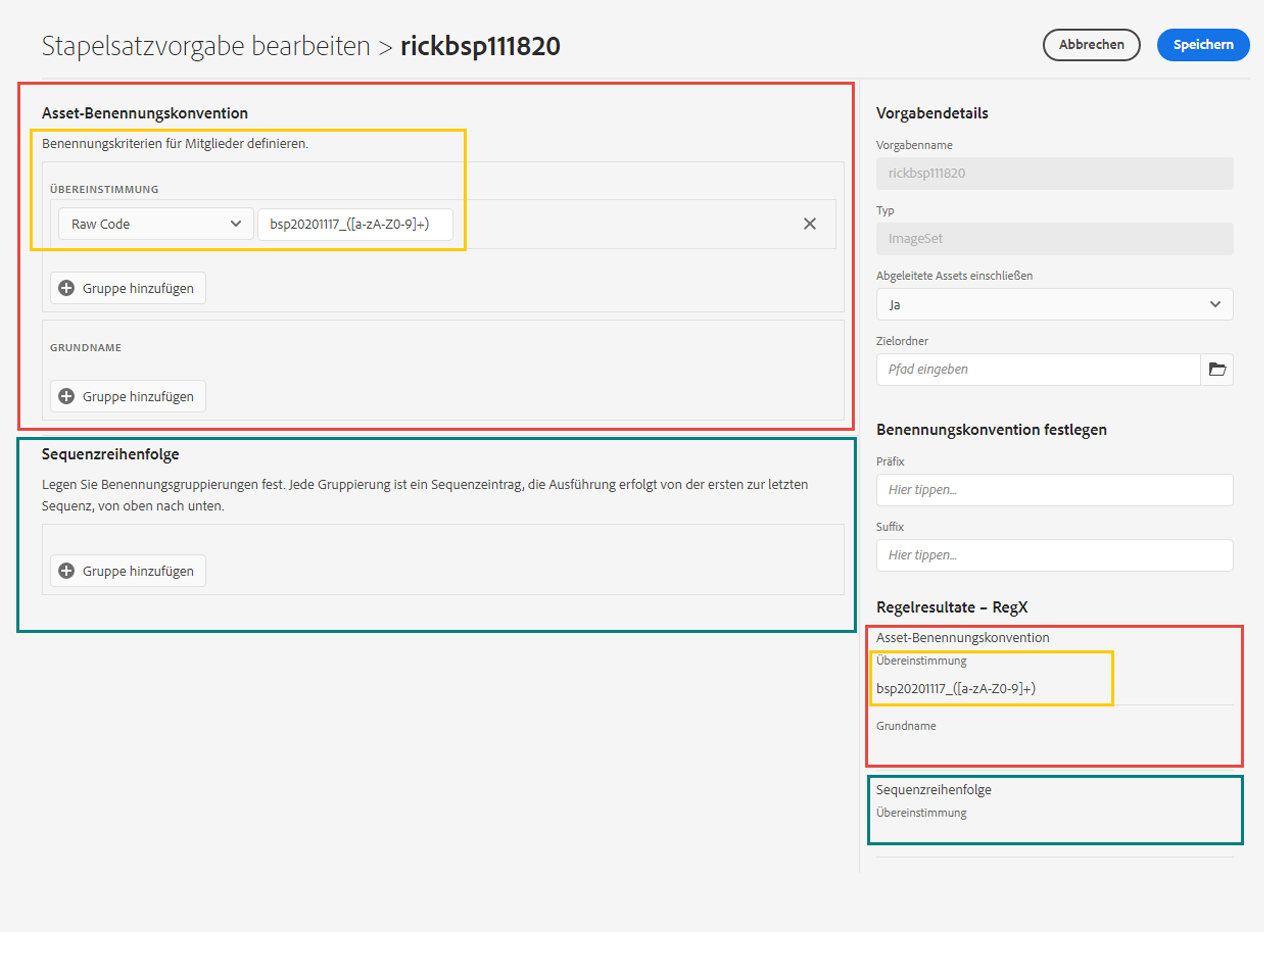 Stapelsatzvorgabe bearbeiten > rickbsp111820
Abbrechen
Speichern
Asset-Benennungskonvention
Benennungskriterien für Mitglieder definieren.
ÜBEREINSTIMMUNG
Raw Code
bsp20201117_([a-zA-Z0-9]+)
Gruppe hinzufügen
GRUNDNAME
Gruppe hinzufügen
Sequenzreihenfolge
Legen Sie Benennungsgruppierungen fest. Jede Gruppierung ist ein Sequenzeintrag, die Ausführung erfolgt von der ersten zur letzten
Sequenz, von oben nach unten.
Gruppe hinzufügen
Vorgabendetails
Vorgabenname
rickbsp111820
Typ
ImageSet
Abgeleitete Assets einschließen
Ja
Zielordner
Pfad eingeben
Benennungskonvention festlegen
Präfix
Hier tippen...
Suffix
Hier tippen...
Regelresultate – RegX
Asset-Benennungskonvention
Übereinstimmung
bsp20201117_([a-zA-Z0-9]+)
Grundname
Sequenzreihenfolge
Übereinstimmung